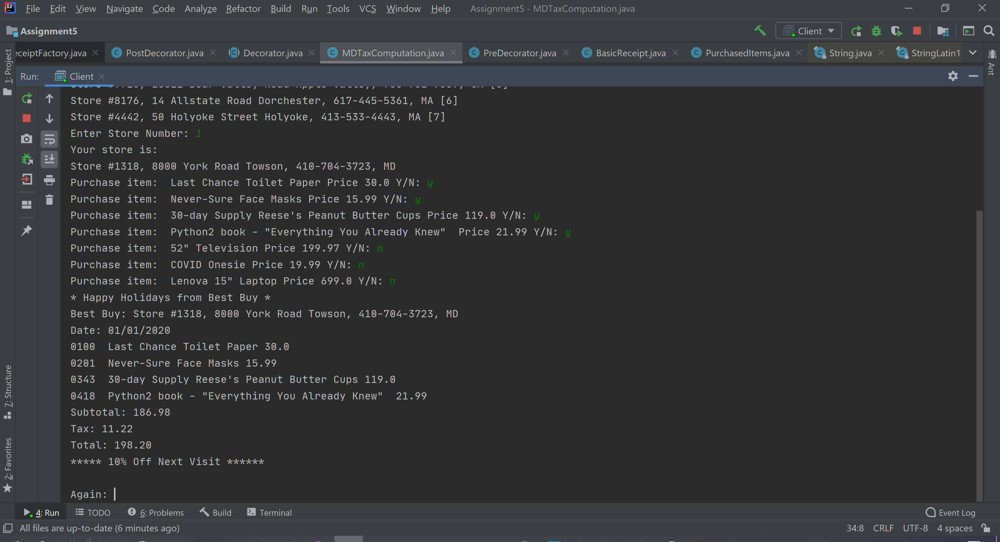 File Edit View Navigate Code Analyze Refactor Build Run Tools VCS Window Help Assignment5 - MDTaxComputation.java
Assignment5 Client
eceiptFactory.java PostDecorator.java Decorator.java MDTaxComputation.java PreDecorator.java BasicReceipt.java PurchasedItems.java String.java StringLatin1
1: Project
Ant
Run: Client
Store #8176, 14 Allstate Road Dorchester, 617-445-5361, MA [6]
Store #4442, 50 Holyoke Street Holyoke, 413-533-4443, MA [7]
Enter Store Number: 1
Your store is:
Store #1318, 8000 York Road Towson, 410-704-3723, MD
Purchase item:  Last Chance Toilet Paper Price 30.0 Y/N: y
Purchase item:  Never-Sure Face Masks Price 15.99 Y/N: y
Purchase item:  30-day Supply Reese's Peanut Butter Cups Price 119.0 Y/N: y
Purchase item:  Python2 book - "Everything You Already Knew"  Price 21.99 Y/N: y
Purchase item:  52" Television Price 199.97 Y/N: n
Purchase item:  COVID Onesie Price 19.99 Y/N: n
Purchase item:  Lenova 15" Laptop Price 699.0 Y/N: n
* Happy Holidays from Best Buy *
Best Buy: Store #1318, 8000 York Road Towson, 410-704-3723, MD
Date: 01/01/2020
0100  Last Chance Toilet Paper 30.0
0201  Never-Sure Face Masks 15.99
0343  30-day Supply Reese's Peanut Butter Cups 119.0
0418  Python2 book - "Everything You Already Knew"  21.99
Subtotal: 186.98
Tax: 11.22
Total: 198.20
***** 10% Off Next Visit ******
Again:
7: Structure
2: Favorites
4: Run TODO 6: Problems Build Terminal Event Log
All files are up-to-date (6 minutes ago) 34:8 CRLF UTF-8 4 spaces